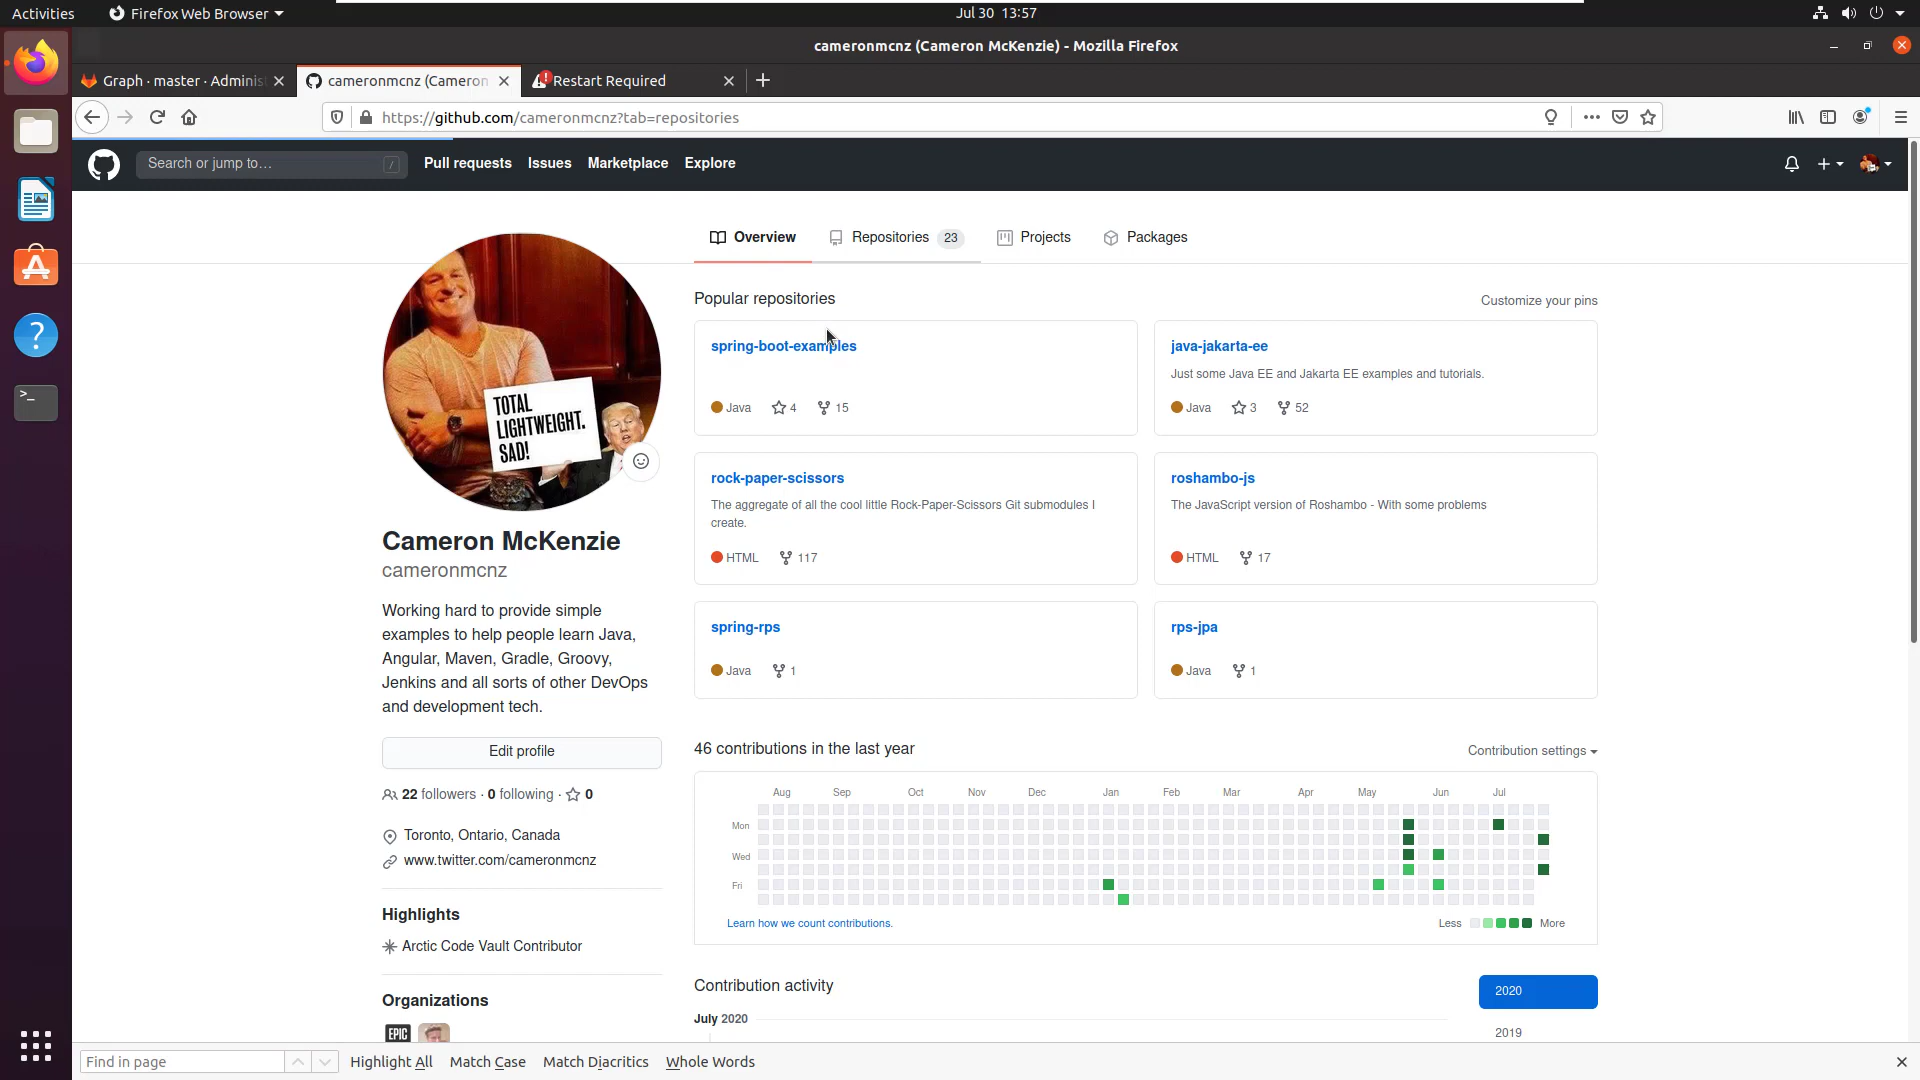 Activities
Firefox Web Browser
Jul 30 13:57
cameronmcnz (Cameron McKenzie) - Mozilla Firefox
Graph · master · Adminis
cameronmcnz (Cameron
Restart Required
https://github.com/cameronmcnz?tab=repositories
Search or jump to…
/
Pull requests
Issues
Marketplace
Explore
Overview
Repositories 23
Projects
Packages
TOTAL
LIGHTWEIGHT.
SAD!
Cameron McKenzie
cameronmcnz
Working hard to provide simple
examples to help people learn Java,
Angular, Maven, Gradle, Groovy,
Jenkins and all sorts of other DevOps
and development tech.
Edit profile
22 followers · 0 following · 0
Toronto, Ontario, Canada
www.twitter.com/cameronmcnz
Highlights
Arctic Code Vault Contributor
Organizations
EPIC
Popular repositories
Customize your pins
spring-boot-examples
Java 4 15
java-jakarta-ee
Just some Java EE and Jakarta EE examples and tutorials.
Java 3 52
rock-paper-scissors
The aggregate of all the cool little Rock-Paper-Scissors Git submodules I
create.
HTML 117
roshambo-js
The JavaScript version of Roshambo - With some problems
HTML 17
spring-rps
Java 1
rps-jpa
Java 1
46 contributions in the last year
Contribution settings
Aug Sep Oct Nov Dec Jan Feb Mar Apr May Jun Jul
Mon
Wed
Fri
Learn how we count contributions.
Less
More
Contribution activity
2020
July 2020
2019
Find in page
Highlight All
Match Case
Match Diacritics
Whole Words